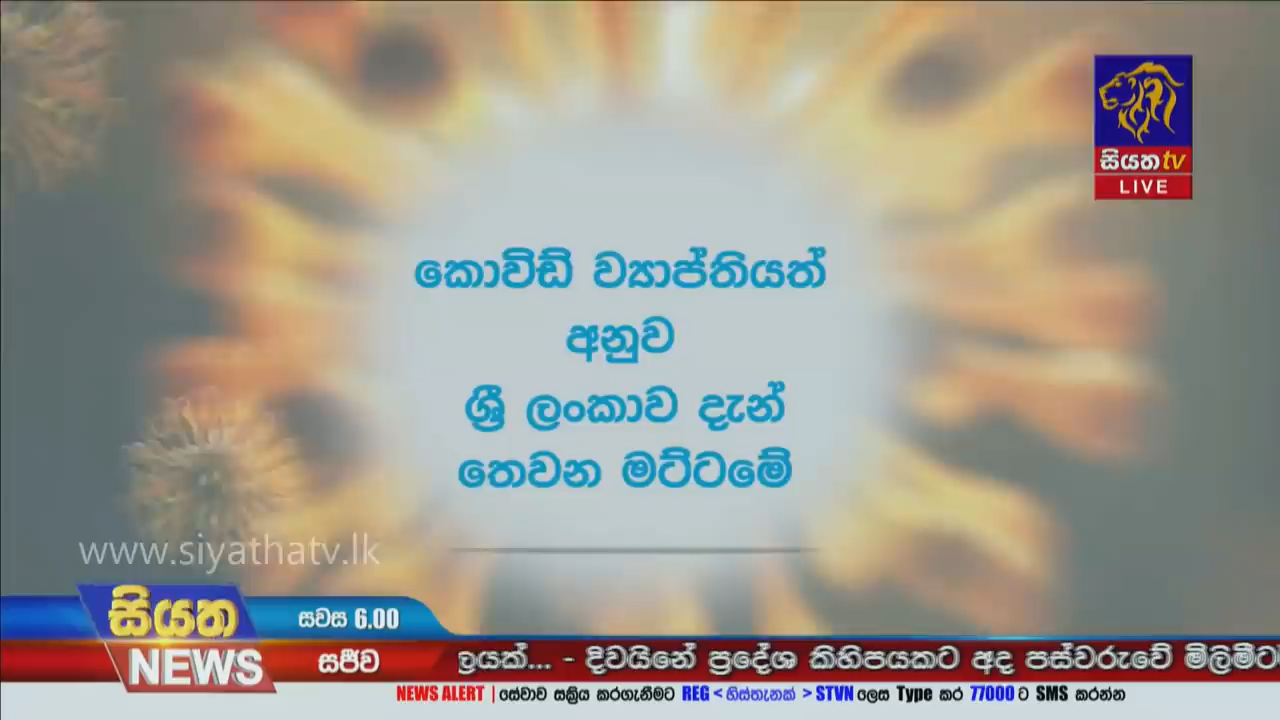 සියත tv
LIVE
කොවිඩ් ව්‍යාප්තියත්
අනුව
ශ්‍රී ලංකාව දැන්
තෙවන මට්ටමේ
www.siyathatv.lk
සියත
NEWS
සවස 6.00
සජීව
ඉයක්... - දිවයිනේ ප්‍රදේශ කිහිපයකට අද පස්වරුවේ මිලිමීට
NEWS ALERT | සේවාව සක්‍රිය කරගැනීමට REG < හිස්තැනක් > STVN ලෙස Type කර 77000 ට SMS කරන්න